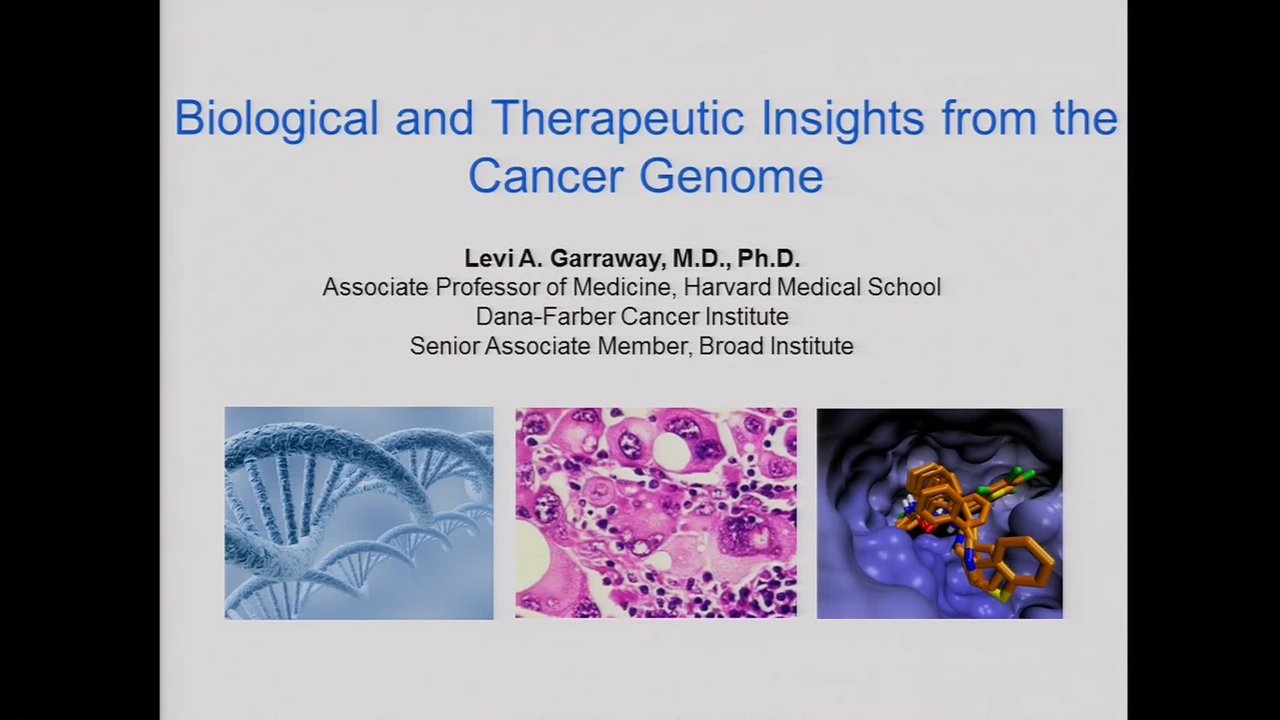 Biological and Therapeutic Insights from the
Cancer Genome
Levi A. Garraway, M.D., Ph.D.
Associate Professor of Medicine, Harvard Medical School
Dana-Farber Cancer Institute
Senior Associate Member, Broad Institute